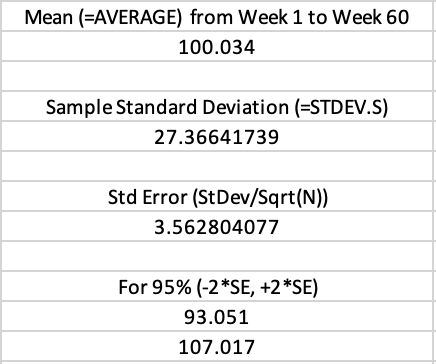 Mean (=AVERAGE) from Week 1 to Week 60
100.034
Sample Standard Deviation (=STDEV.S)
27.36641739
Std Error (StDev/Sqrt(N))
3.562804077
For 95% (-2*SE, +2*SE)
93.051
107.017